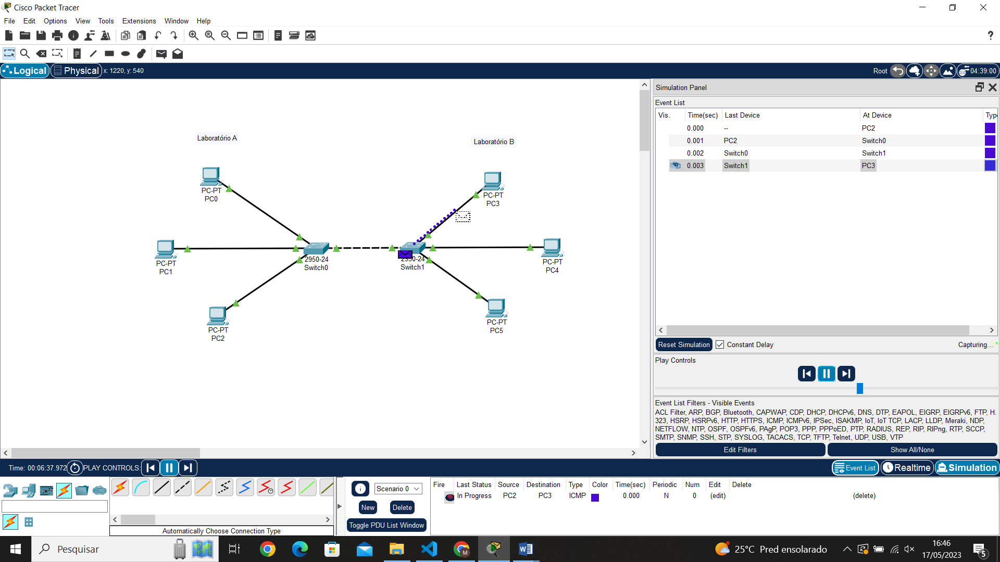 Cisco Packet Tracer
File Edit Options View Tools Extensions Window Help
?
Logical Physical x: 1220, y: 540 Root 04:39:00
Simulation Panel
Event List
Vis. Time(sec) Last Device At Device Type
0.000 -- PC2
0.001 PC2 Switch0
0.002 Switch0 Switch1
0.003 Switch1 PC3
Laboratório A
Laboratório B
PC-PT
PC0
PC-PT
PC3
PC-PT
PC1
2950-24
Switch0
2950-24
Switch1
PC-PT
PC4
PC-PT
PC2
PC-PT
PC5
Reset Simulation Constant Delay Capturing...
Play Controls
Event List Filters - Visible Events
ACL Filter, ARP, BGP, Bluetooth, CAPWAP, CDP, DHCP, DHCPv6, DNS, DTP, EAPOL, EIGRP, EIGRPv6, FTP, H.
323, HSRP, HSRPv6, HTTP, HTTPS, ICMP, ICMPv6, IPSec, ISAKMP, IoT, IoT TCP, LACP, LLDP, Meraki, NDP,
NETFLOW, NTP, OSPF, OSPFv6, PAgP, POP3, PPP, PPPoED, PTP, RADIUS, REP, RIP, RIPng, RTP, SCCP,
SMTP, SNMP, SSH, STP, SYSLOG, TACACS, TCP, TFTP, Telnet, UDP, USB, VTP
Edit Filters Show All/None
Time: 00:06:37.972 PLAY CONTROLS: Event List Realtime Simulation
Scenario 0
New Delete
Toggle PDU List Window
Fire Last Status Source Destination Type Color Time(sec) Periodic Num Edit Delete
In Progress PC2 PC3 ICMP 0.000 N 0 (edit) (delete)
Automatically Choose Connection Type
Pesquisar
M
25°C Pred ensolarado
16:46
17/05/2023
5